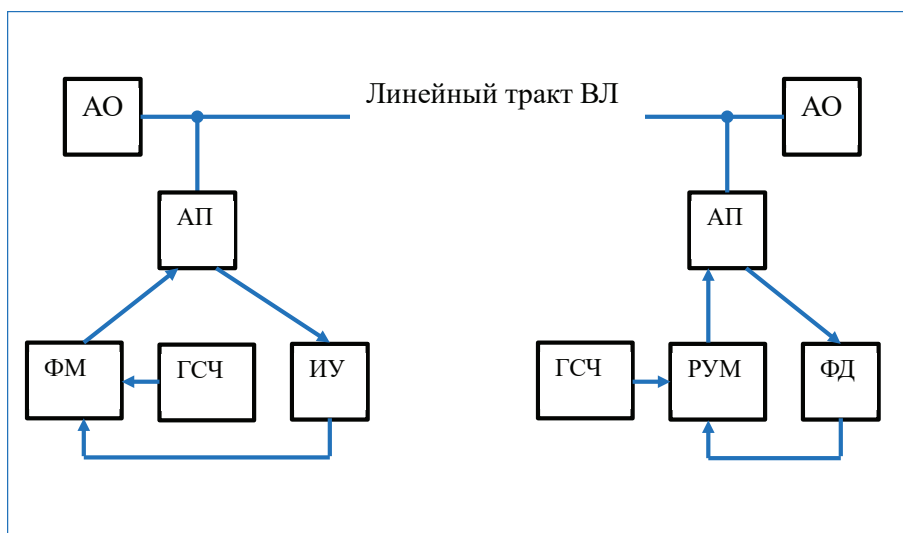 АО
Линейный тракт ВЛ
АО
АП
АП
ФМ
ГСЧ
ИУ
ГСЧ
РУМ
ФД